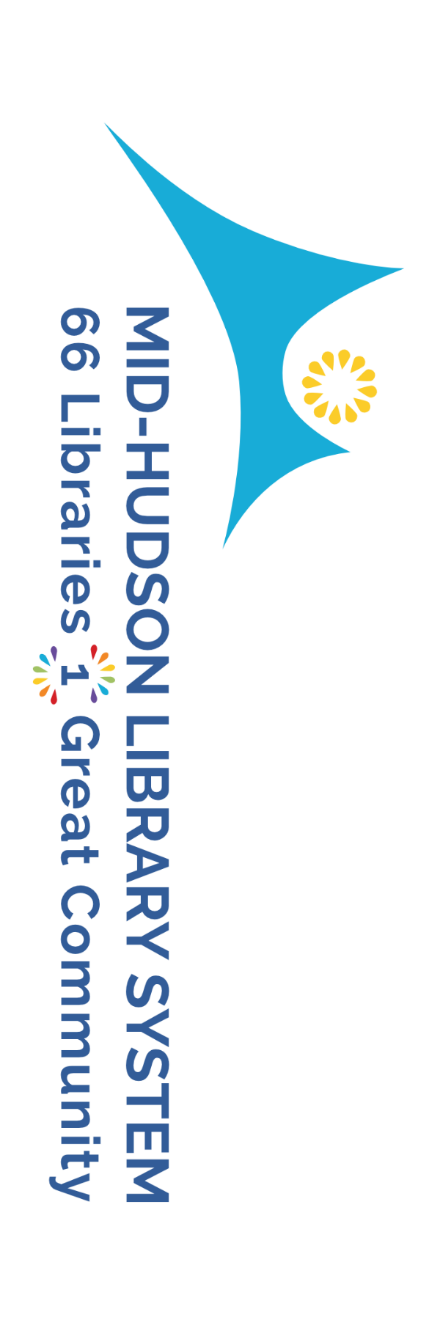 MID-HUDSON LIBRARY SYSTEM
66 Libraries 1 Great Community